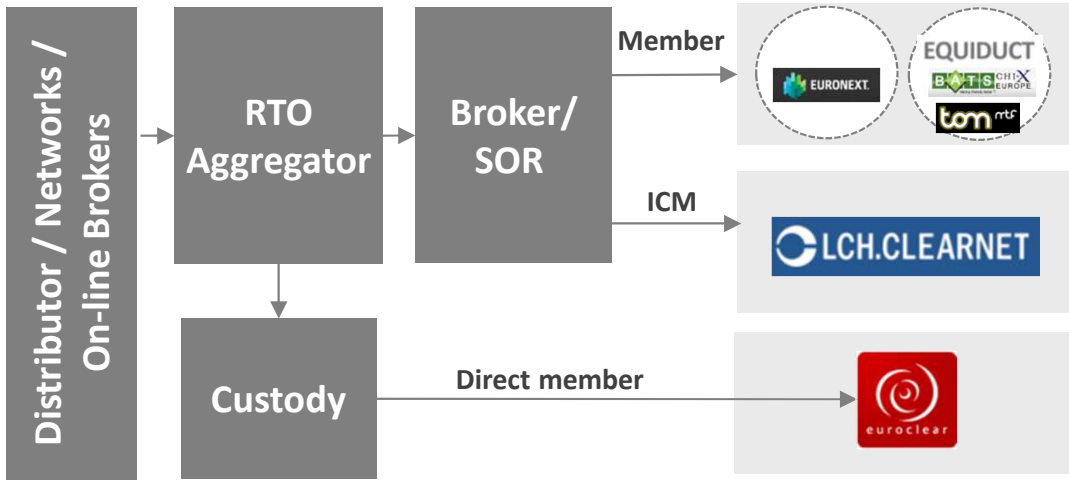 Distributor / Networks /
On-line Brokers
RTO
Aggregator
Broker/
SOR
Member
EURONEXT.
EQUIDUCT
BATS CHI-X
EUROPE
tom mtf
ICM
LCH.CLEARNET
Custody
Direct member
euroclear